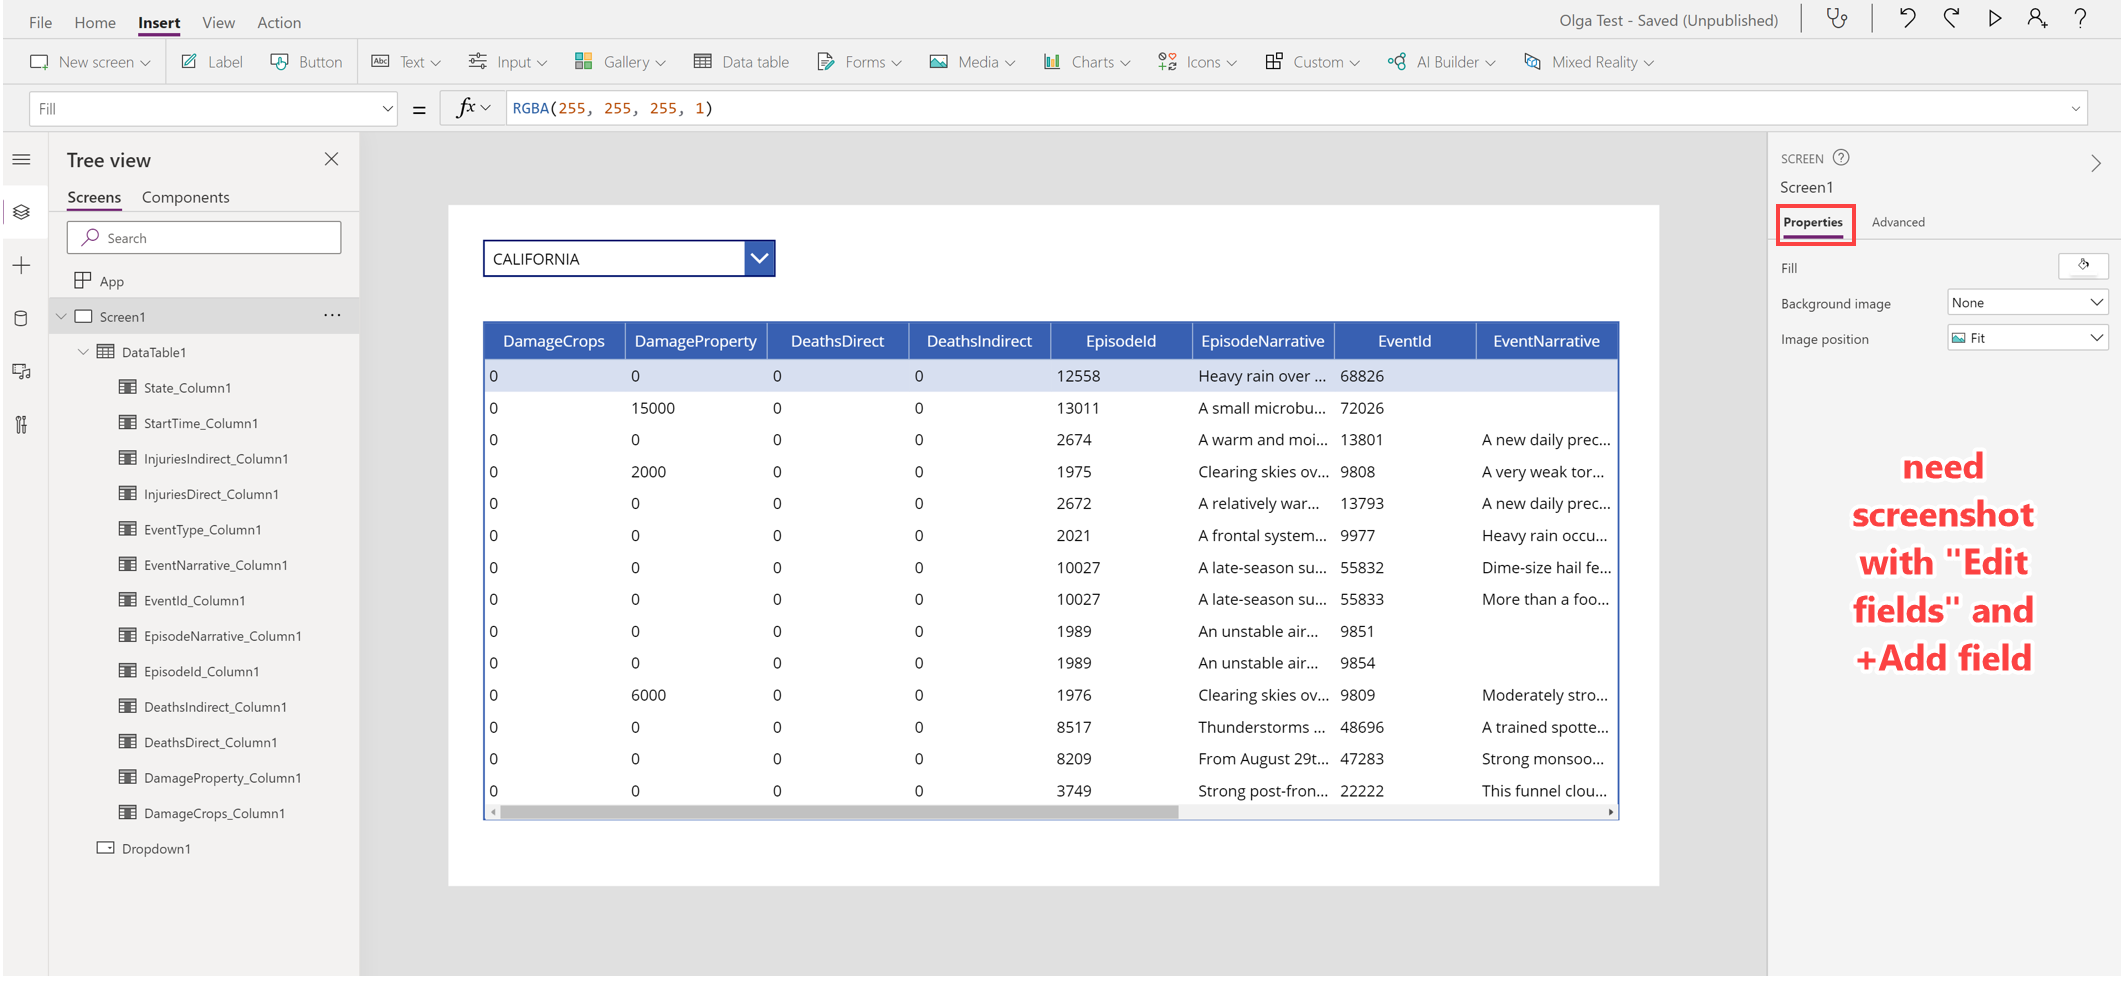 File Home Insert View Action Olga Test - Saved (Unpublished) ?
New screen Label Button Abc Text Input Gallery Data table Forms Media Charts Icons Custom AI Builder Mixed Reality
Fill = fx RGBA(255, 255, 255, 1)
Tree view
Screens Components
Search
App
Screen1 ...
DataTable1
State_Column1
StartTime_Column1
InjuriesIndirect_Column1
InjuriesDirect_Column1
EventType_Column1
EventNarrative_Column1
EventId_Column1
EpisodeNarrative_Column1
EpisodeId_Column1
DeathsIndirect_Column1
DeathsDirect_Column1
DamageProperty_Column1
DamageCrops_Column1
Dropdown1
CALIFORNIA
DamageCrops DamageProperty DeathsDirect DeathsIndirect EpisodeId EpisodeNarrative EventId EventNarrative
0 0 0 0 12558 Heavy rain over ... 68826
0 15000 0 0 13011 A small microbu... 72026
0 0 0 0 2674 A warm and moi... 13801 A new daily prec...
0 2000 0 0 1975 Clearing skies ov... 9808 A very weak tor...
0 0 0 0 2672 A relatively war... 13793 A new daily prec...
0 0 0 0 2021 A frontal system... 9977 Heavy rain occu...
0 0 0 0 10027 A late-season su... 55832 Dime-size hail fe...
0 0 0 0 10027 A late-season su... 55833 More than a foo...
0 0 0 0 1989 An unstable air... 9851
0 0 0 0 1989 An unstable air... 9854
0 6000 0 0 1976 Clearing skies ov... 9809 Moderately stro...
0 0 0 0 8517 Thunderstorms ... 48696 A trained spotte...
0 0 0 0 8209 From August 29t... 47283 Strong monsoo...
0 0 0 0 3749 Strong post-fron... 22222 This funnel clou...
SCREEN ?
Screen1
Properties Advanced
Fill
Background image None
Image position Fit
need
screenshot
with "Edit
fields" and
+Add field